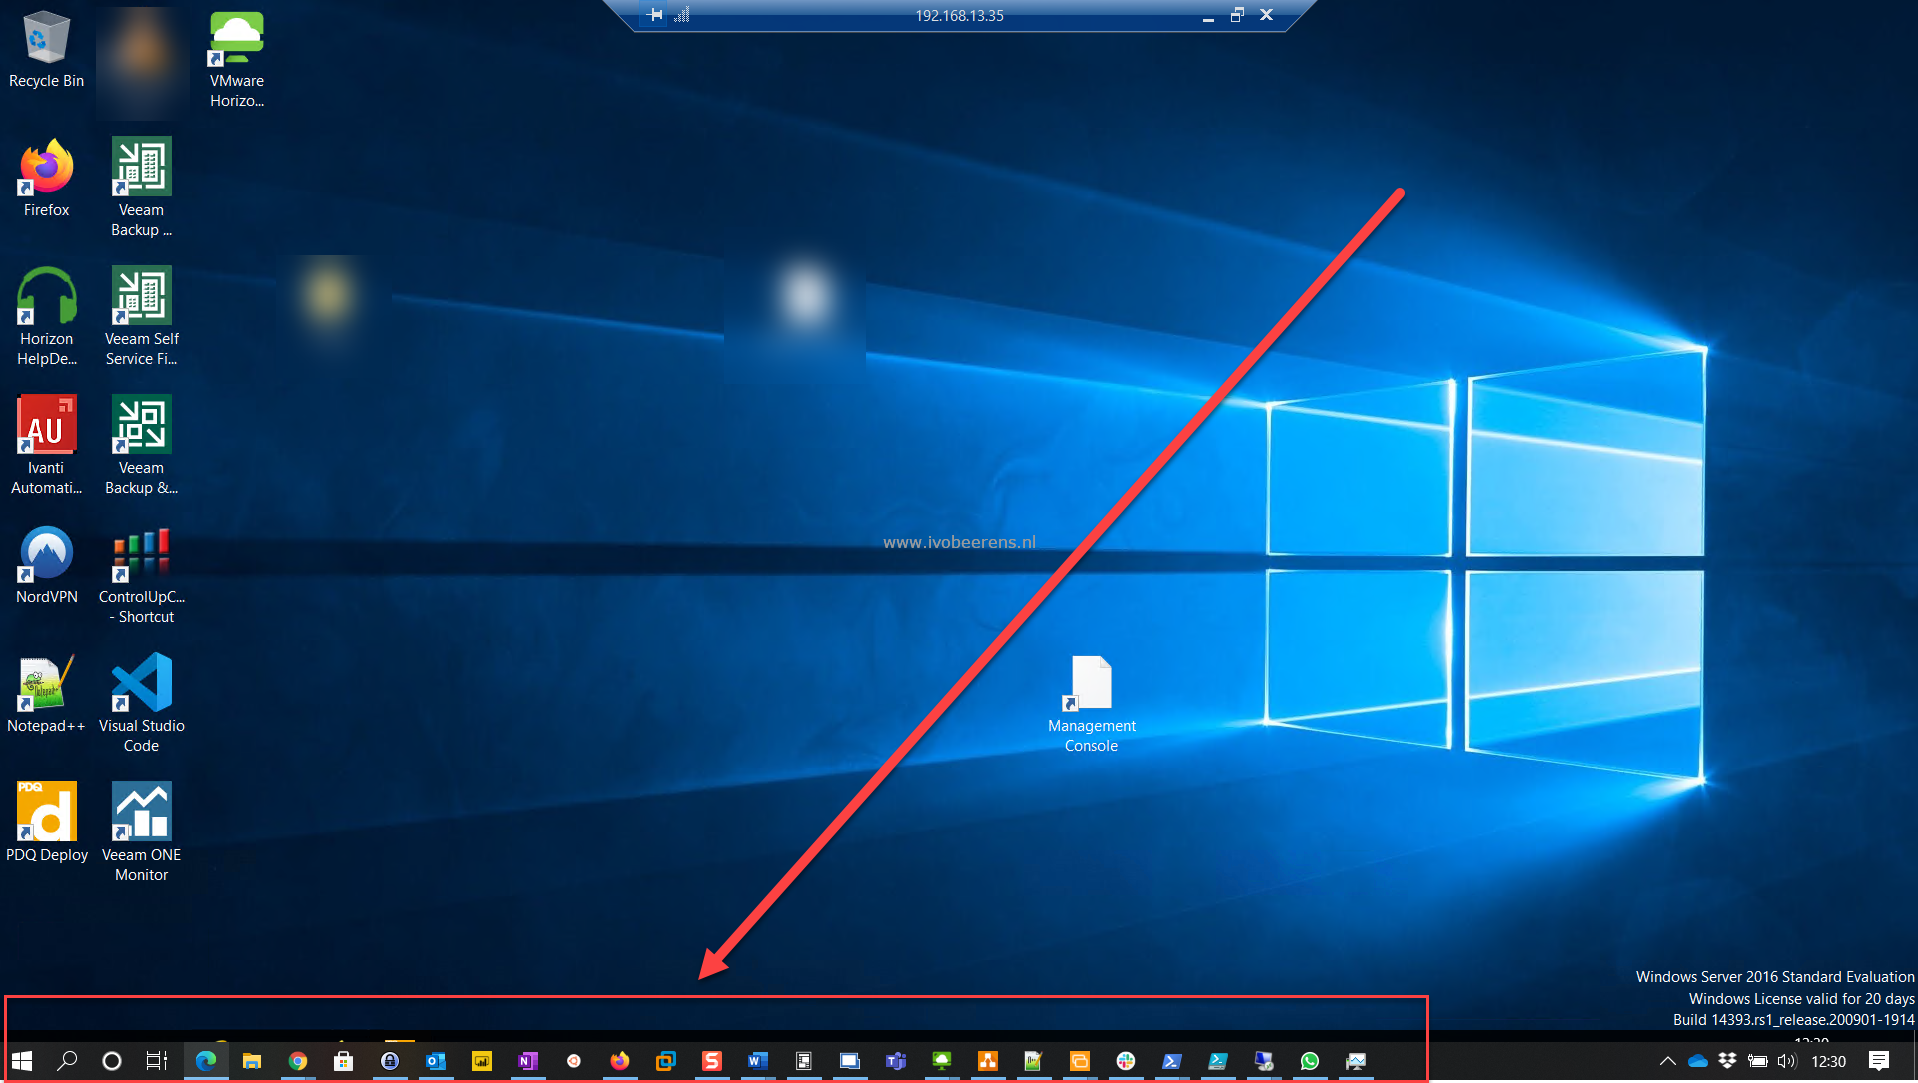 192.168.13.35
Recycle Bin
VMware
Horizo...
Firefox
Veeam
Backup ...
Horizon
HelpDe...
Veeam Self
Service Fi...
AU
Ivanti
Automati...
Veeam
Backup &...
www.ivobeerens.nl
NordVPN
ControlUpC...
- Shortcut
Notepad++
Visual Studio
Code
Management
Console
PDQ
d
PDQ Deploy
Veeam ONE
Monitor
Windows Server 2016 Standard Evaluation
Windows License valid for 20 days
Build 14393.rs1_release.200901-1914
12:30